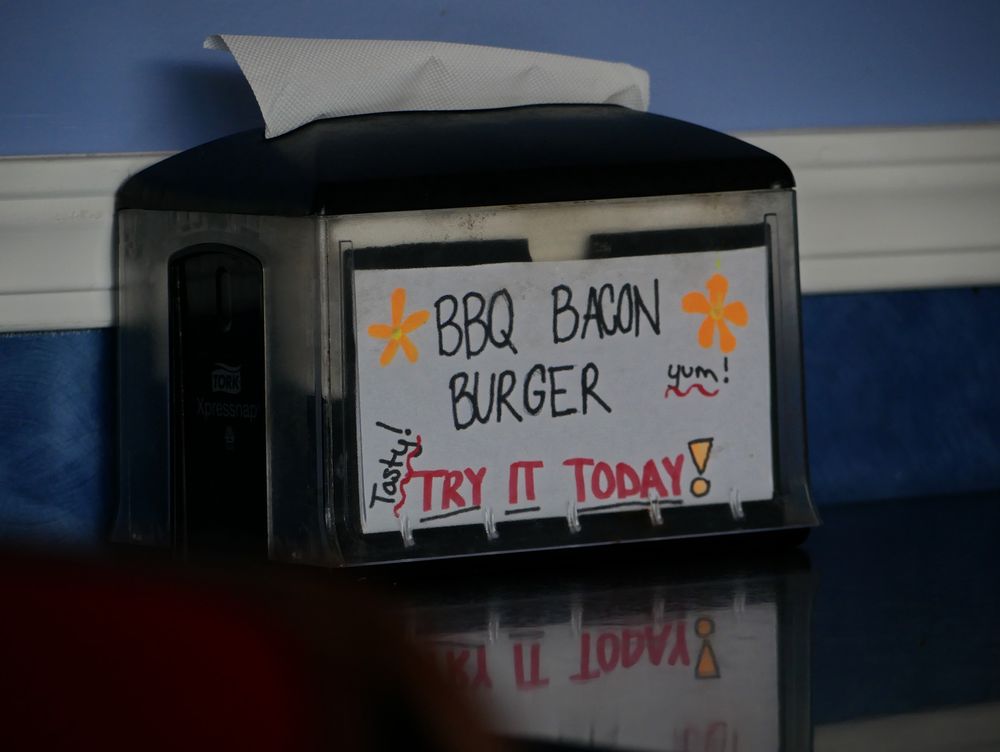 TORK
Xpressnap
BBQ BACON
BURGER
yum!
Tasty!
TRY IT TODAY!